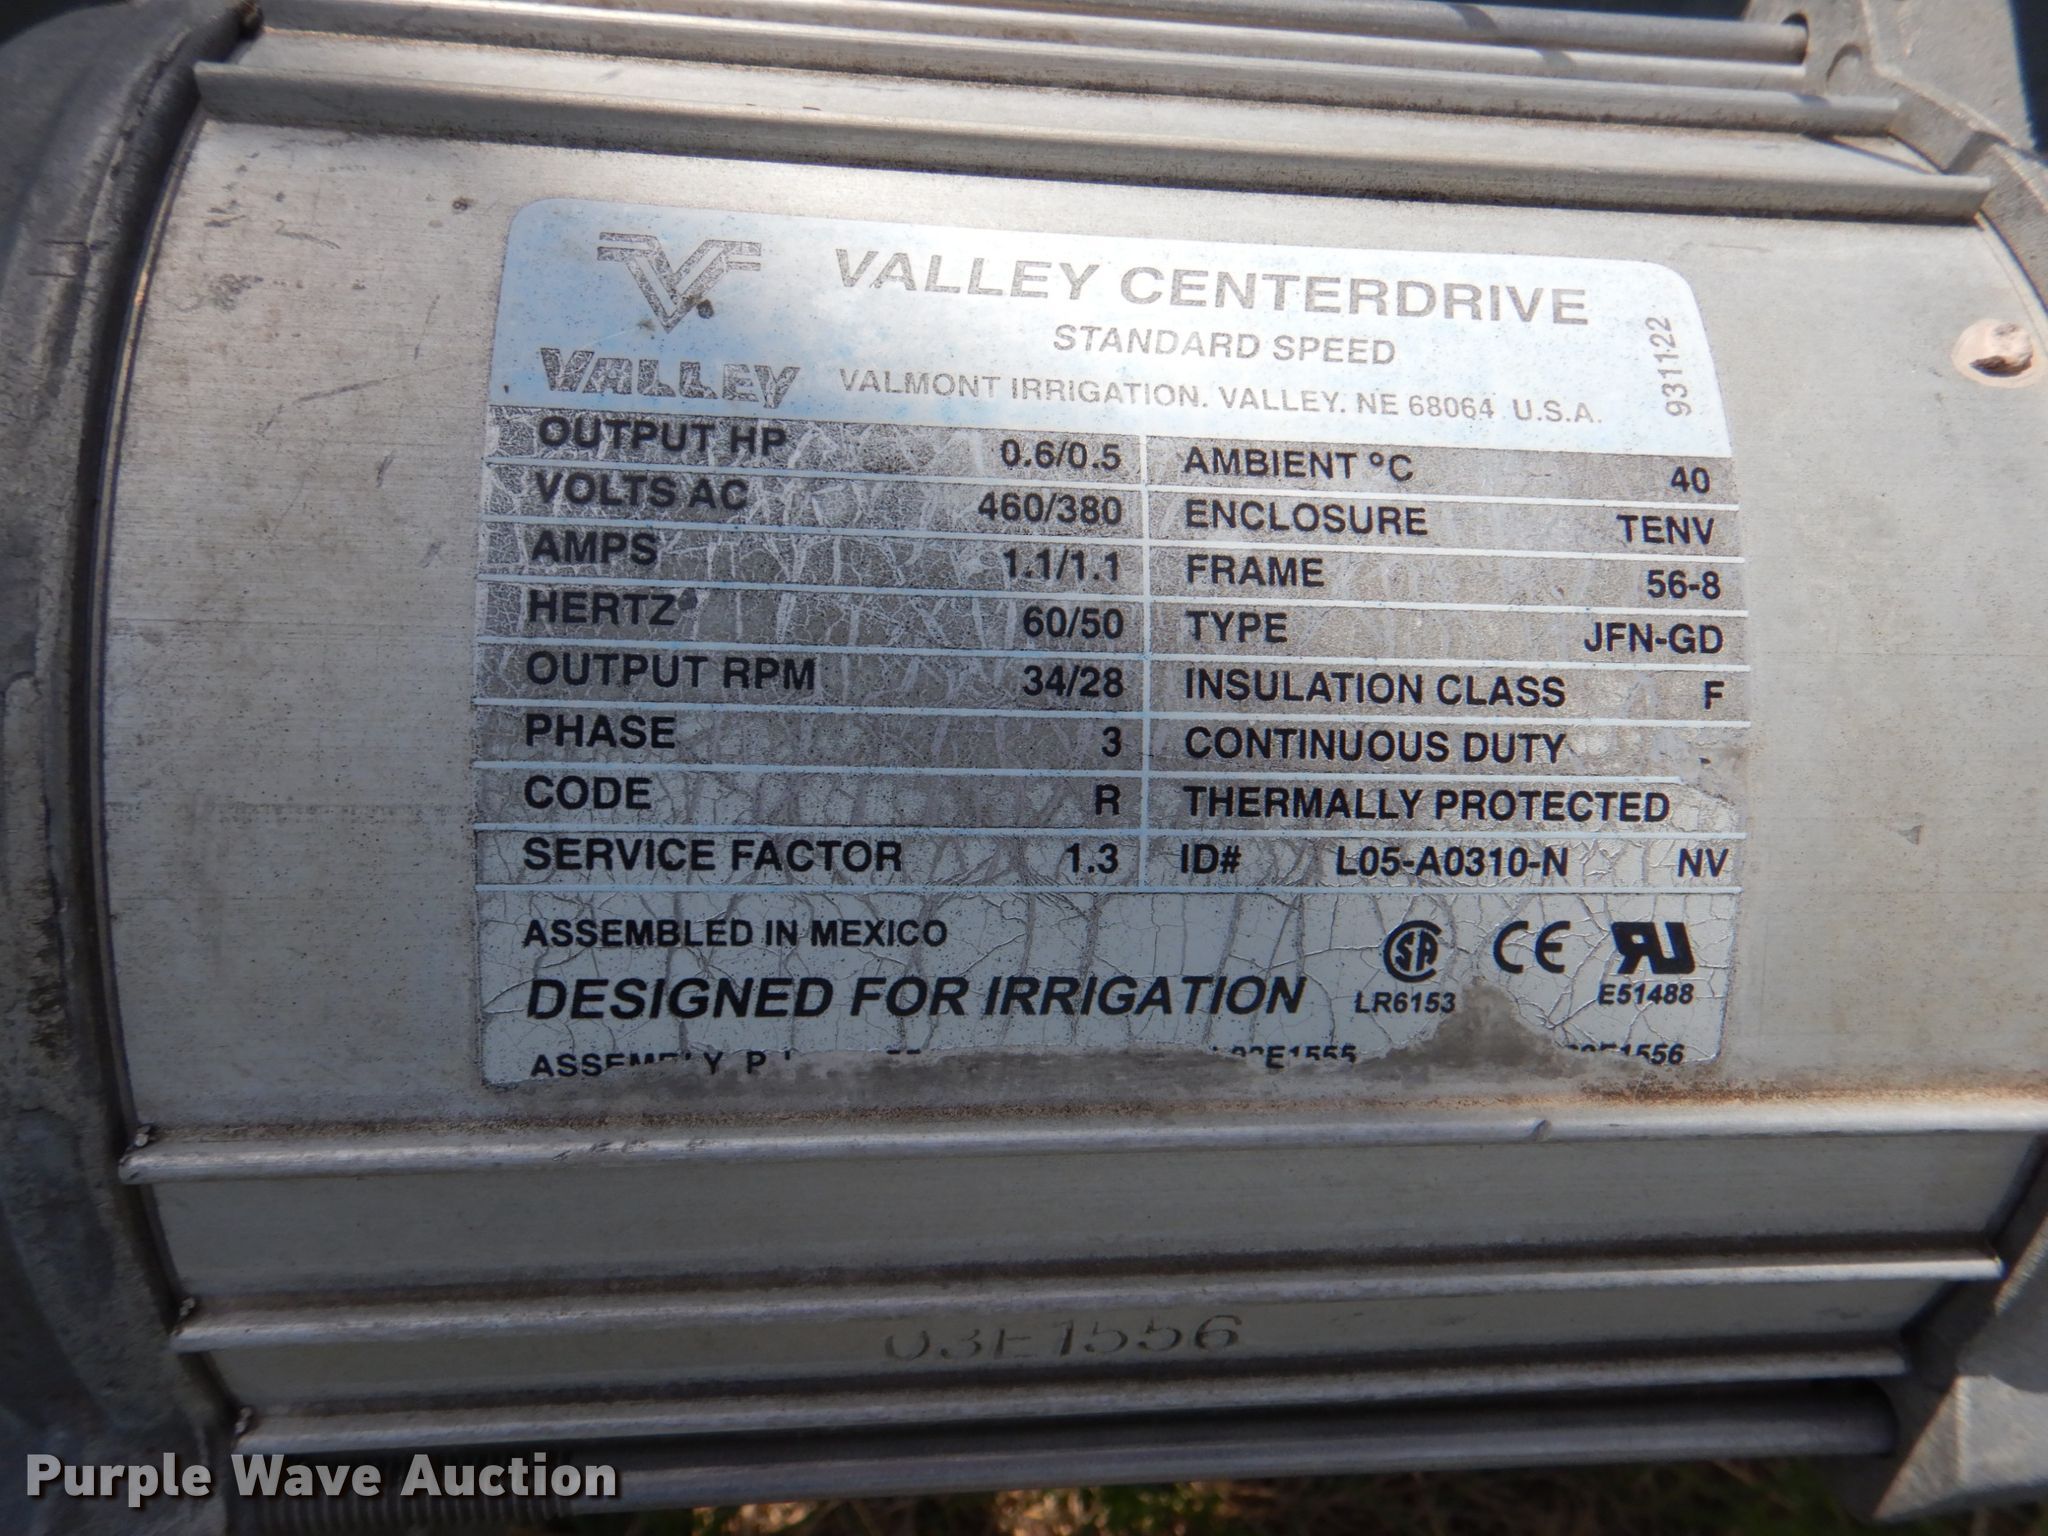 VALLEY CENTERDRIVE
STANDARD SPEED
VALLEY VALMONT IRRIGATION. VALLEY. NE 68064 U.S.A.
931122
OUTPUT HP 0.6/0.5 AMBIENT °C 40
VOLTS AC 460/380 ENCLOSURE TENV
AMPS 1.1/1.1 FRAME 56-8
HERTZ 60/50 TYPE JFN-GD
OUTPUT RPM 34/28 INSULATION CLASS F
PHASE 3 CONTINUOUS DUTY
CODE R THERMALLY PROTECTED
SERVICE FACTOR 1.3 ID# L05-A0310-N NV
ASSEMBLED IN MEXICO SA CE RU
DESIGNED FOR IRRIGATION LR6153 E51488
03E1556
Purple Wave Auction